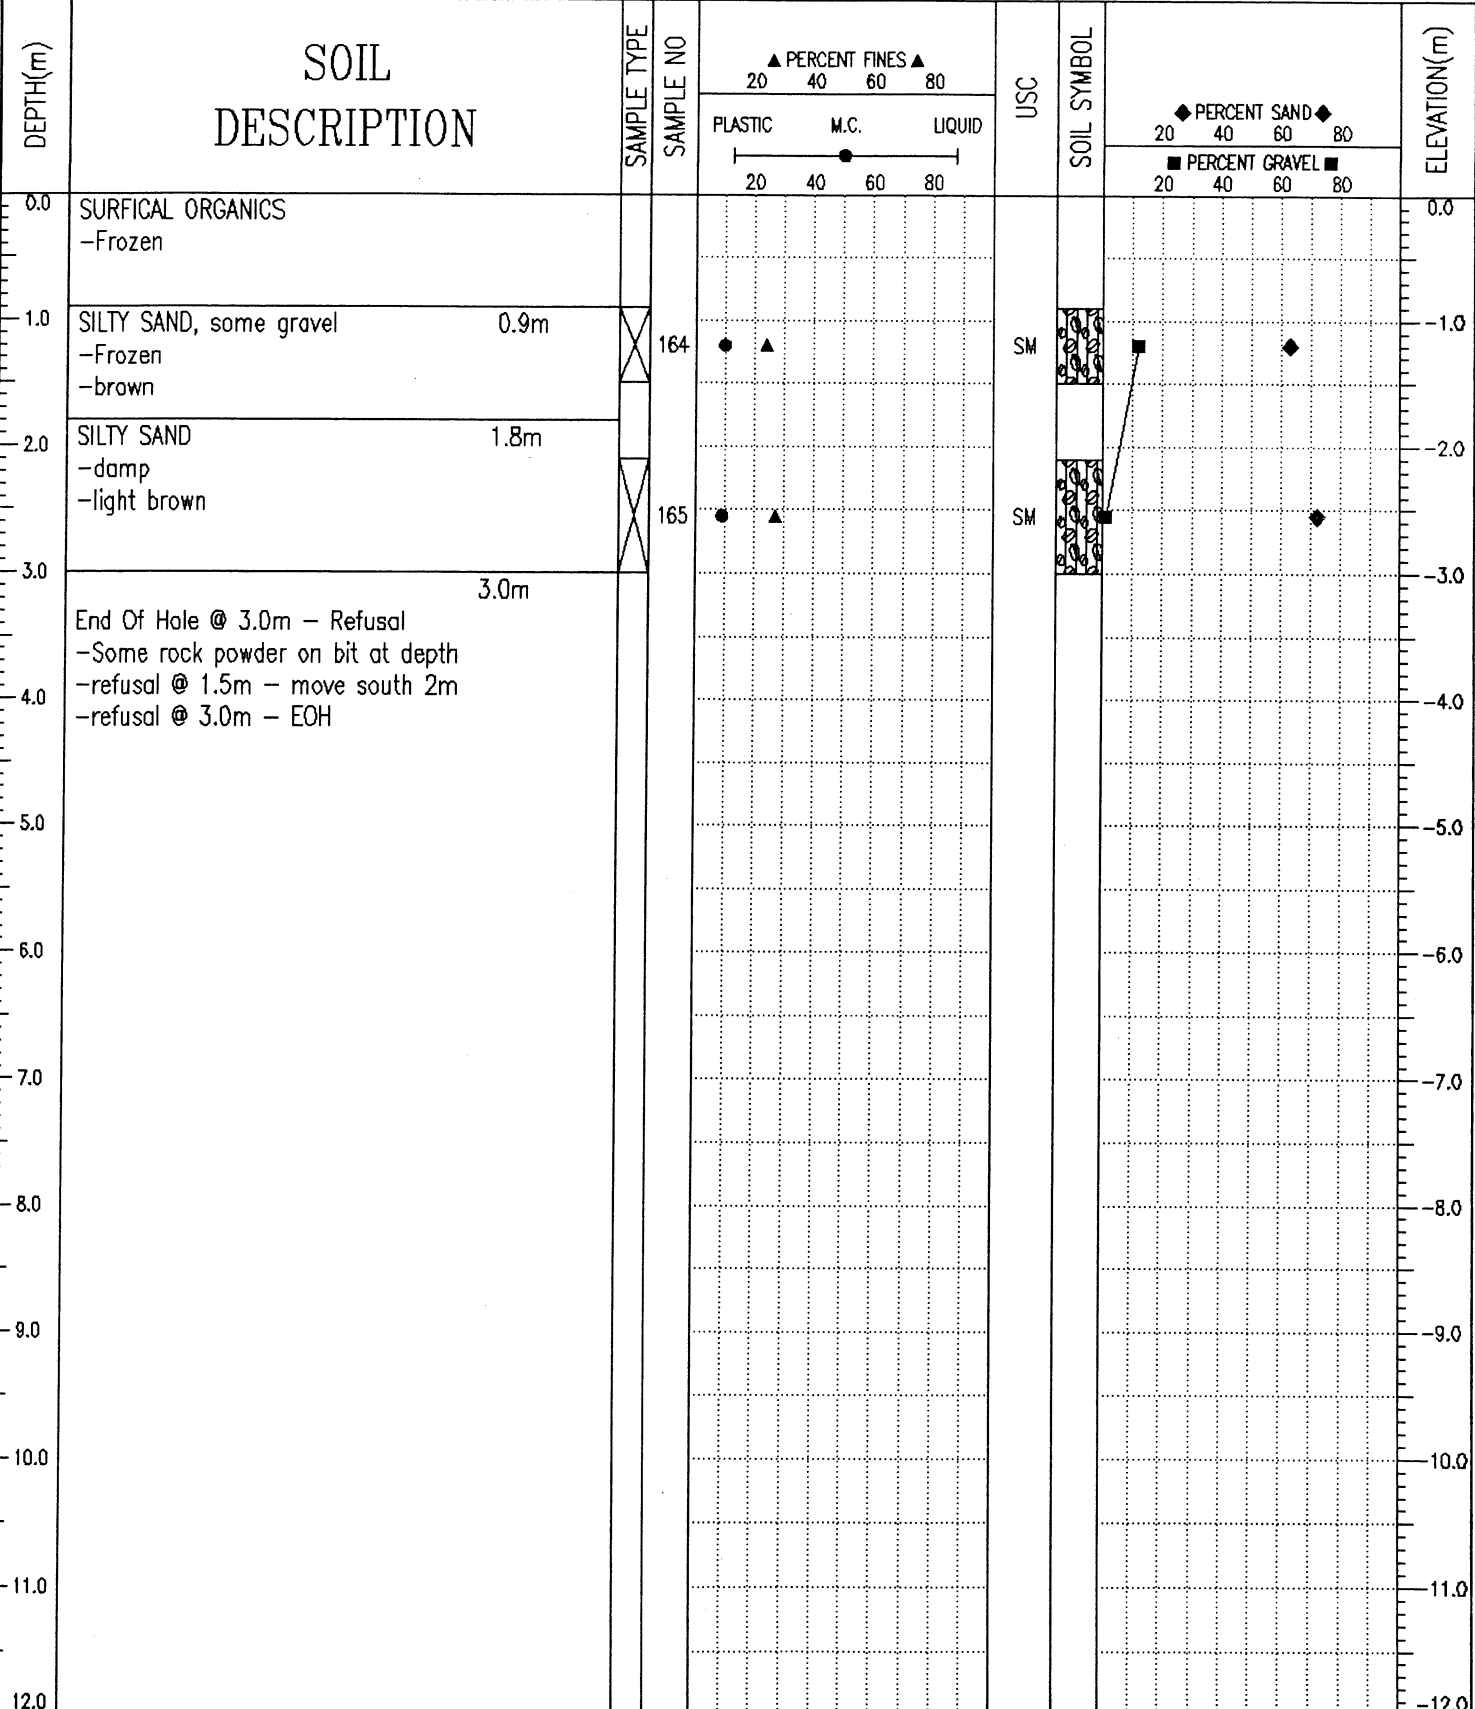 DEPTH(m)
SOIL
DESCRIPTION
SAMPLE TYPE
SAMPLE NO
▲ PERCENT FINES ▲
20 40 60 80
PLASTIC M.C. LIQUID
20 40 60 80
USC
SOIL SYMBOL
◆ PERCENT SAND ◆
20 40 60 80
■ PERCENT GRAVEL ■
20 40 60 80
ELEVATION(m)
0.0
SURFICAL ORGANICS
-Frozen
0.0
1.0
SILTY SAND, some gravel 0.9m
-Frozen
-brown
164
SM
-1.0
2.0
SILTY SAND 1.8m
-damp
-light brown
165
SM
-2.0
3.0
3.0m
-3.0
End Of Hole @ 3.0m - Refusal
-Some rock powder on bit at depth
-refusal @ 1.5m - move south 2m
-refusal @ 3.0m - EOH
4.0
-4.0
5.0
-5.0
6.0
-6.0
7.0
-7.0
8.0
-8.0
9.0
-9.0
10.0
-10.0
11.0
-11.0
12.0
-12.0